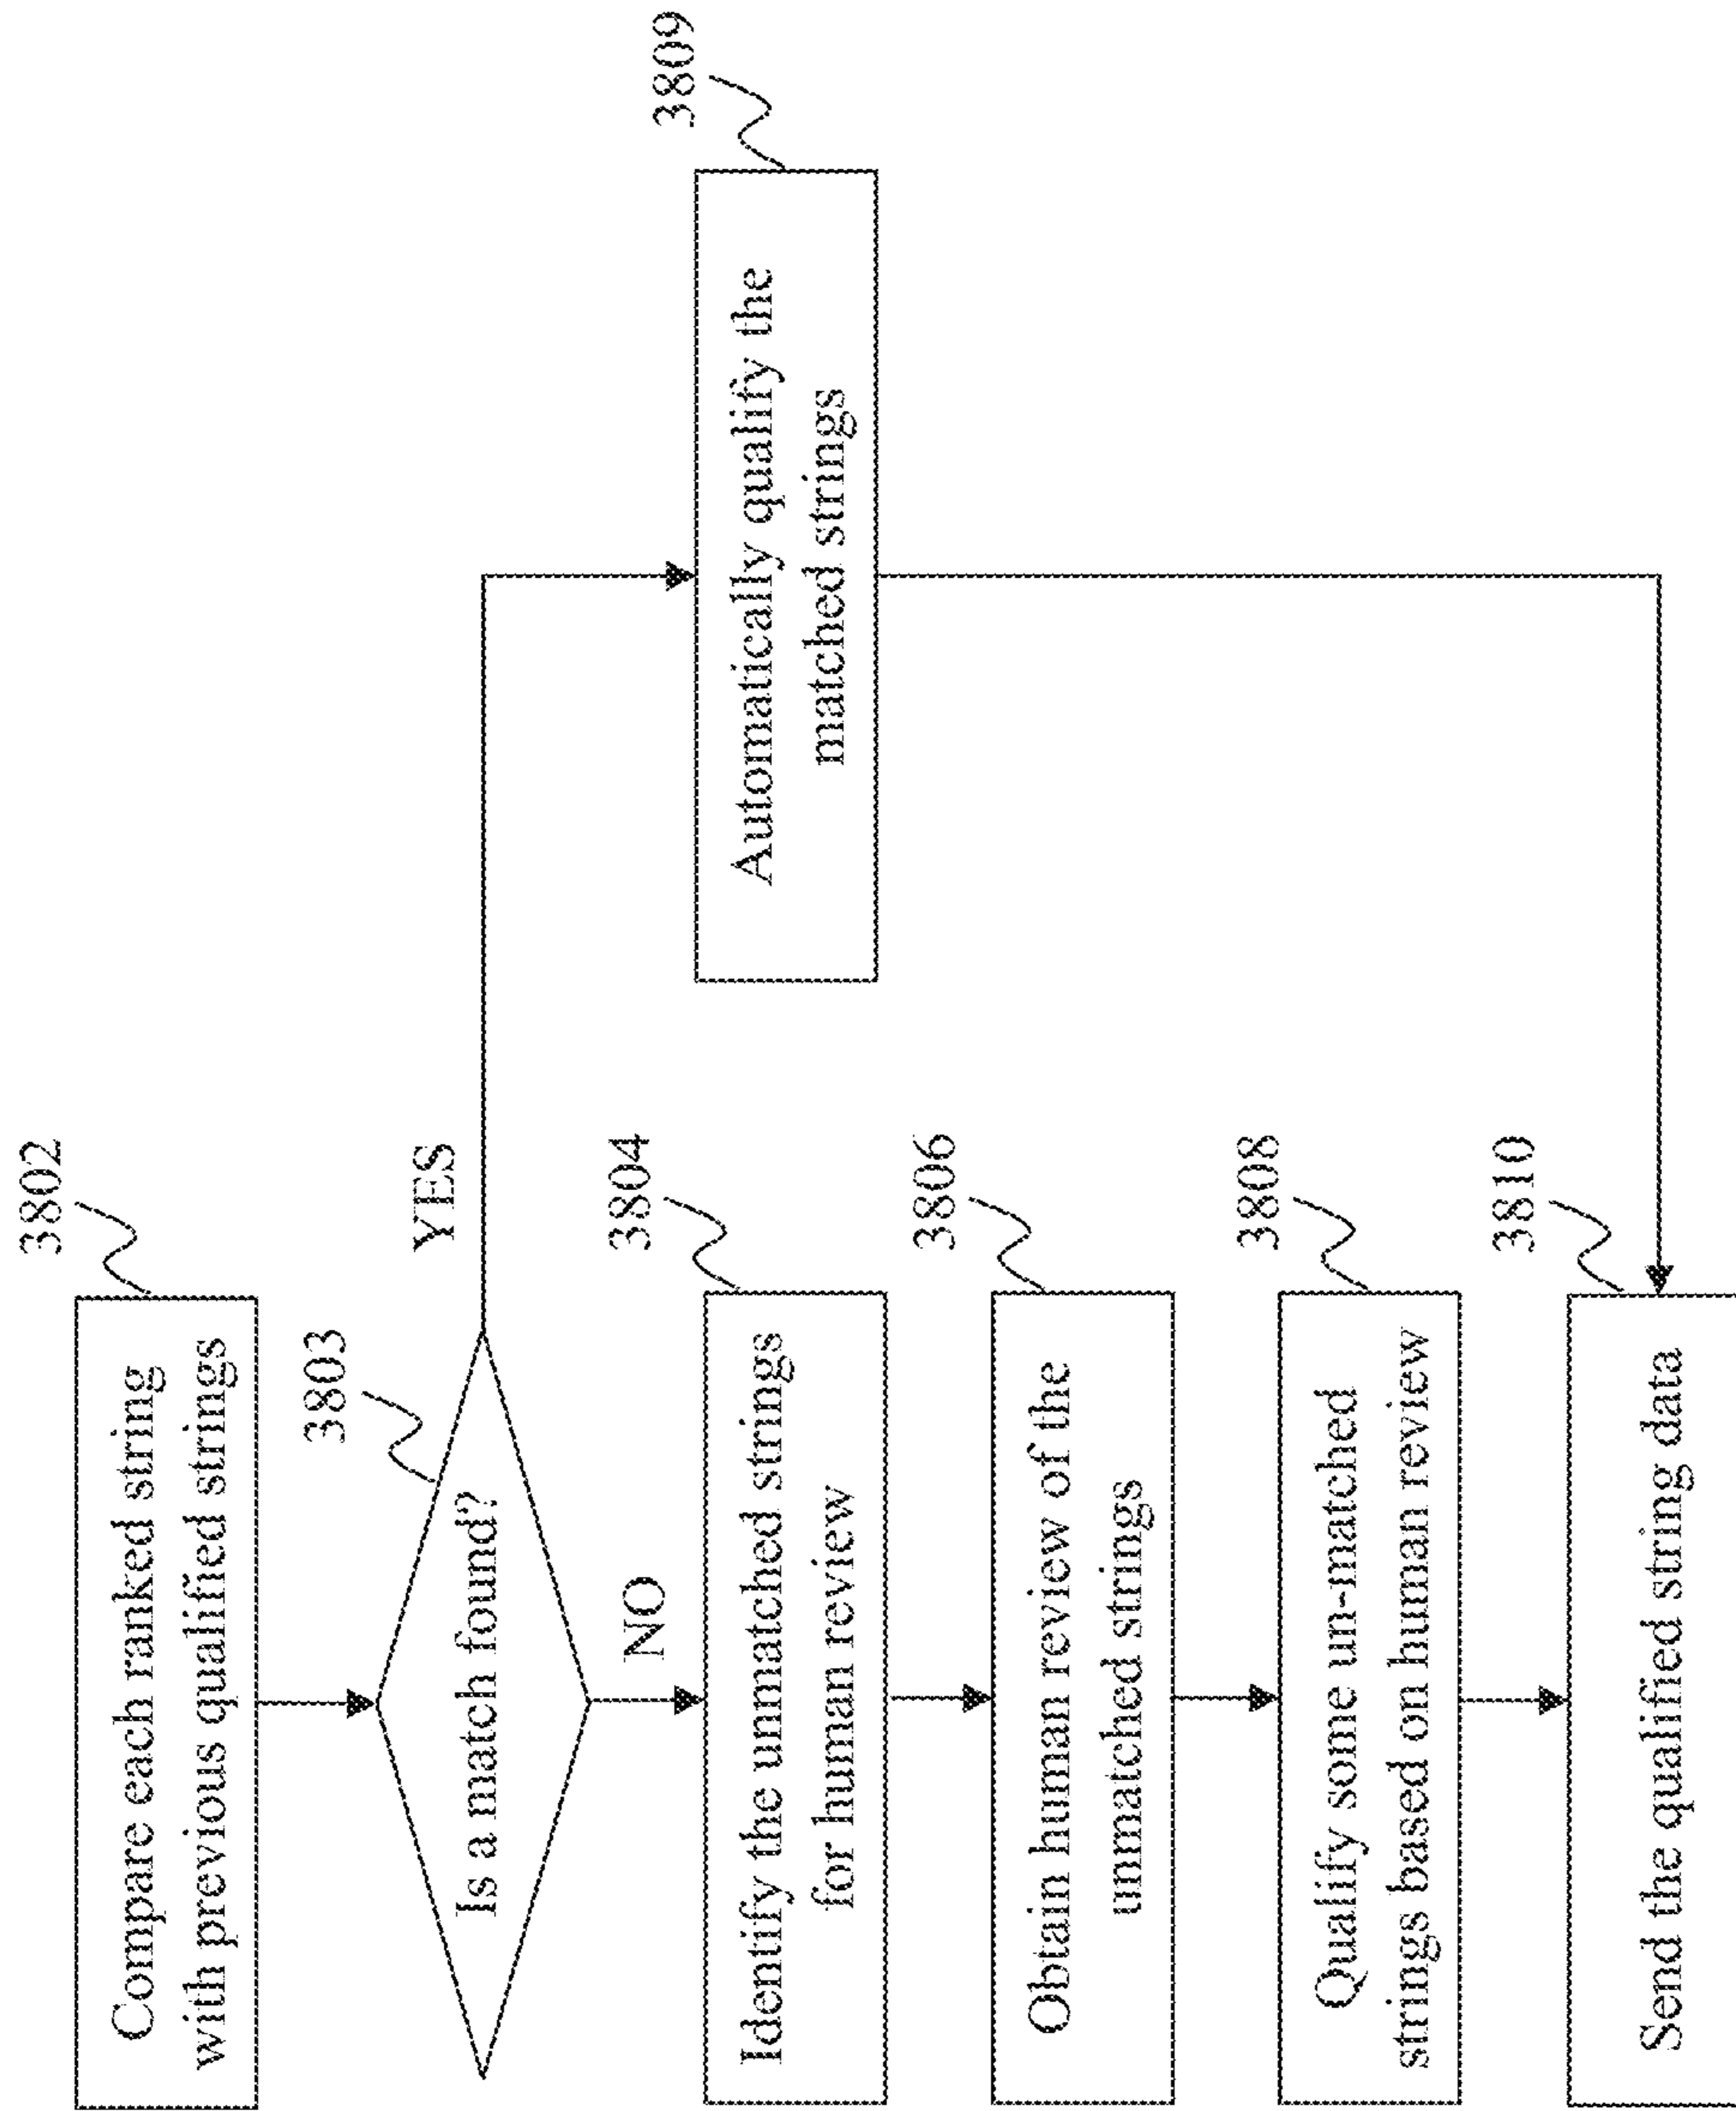 3802
Compare each ranked string
with previous qualified strings
3803
Is a match found?
YES
NO
3804
Identify the unmatched strings
for human review
3809
Automatically qualify the
matched strings
3806
Obtain human review of the
unmatched strings
3808
Qualify some un-matched
strings based on human review
3810
Send the qualified string data